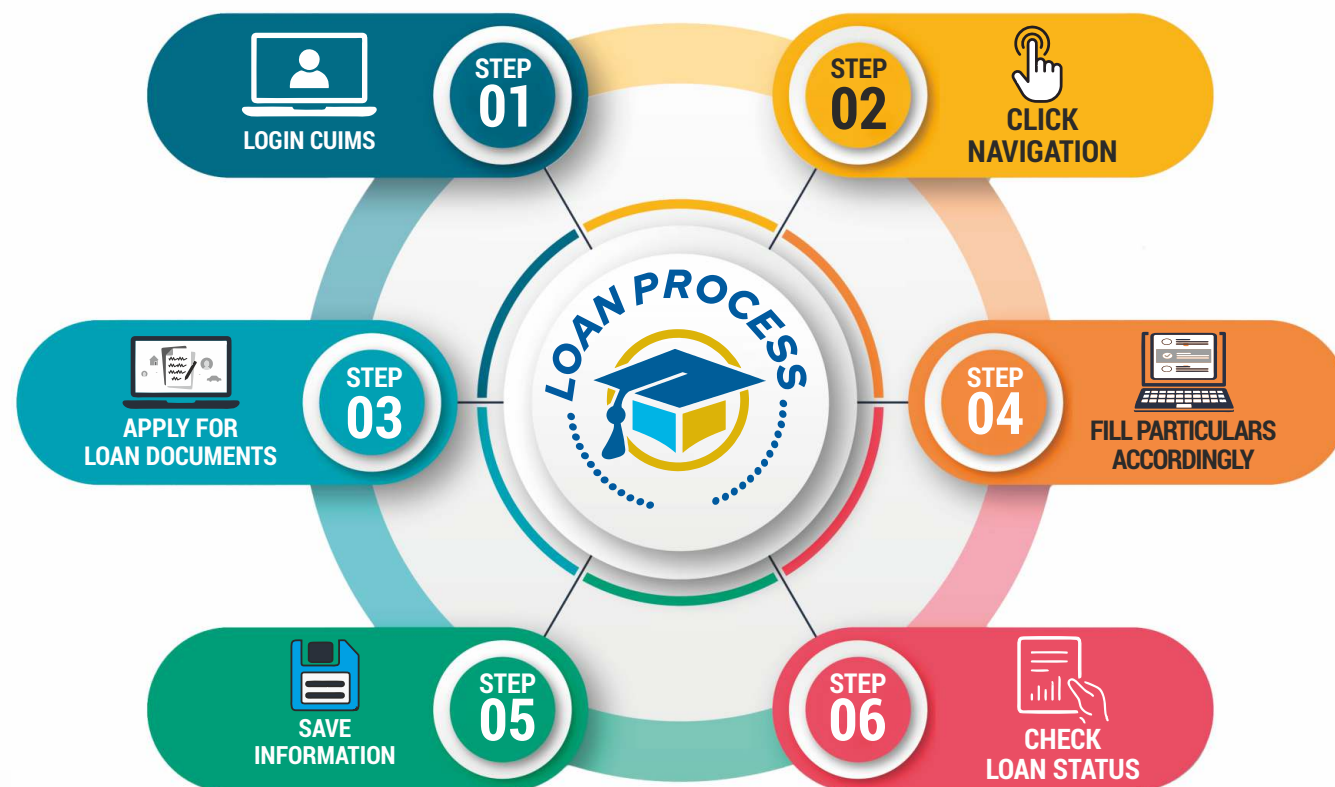 STEP
01
LOGIN CUIMS
STEP
02
CLICK
NAVIGATION
LOAN PROCESS
STEP
03
APPLY FOR
LOAN DOCUMENTS
STEP
04
FILL PARTICULARS
ACCORDINGLY
STEP
05
SAVE
INFORMATION
STEP
06
CHECK
LOAN STATUS